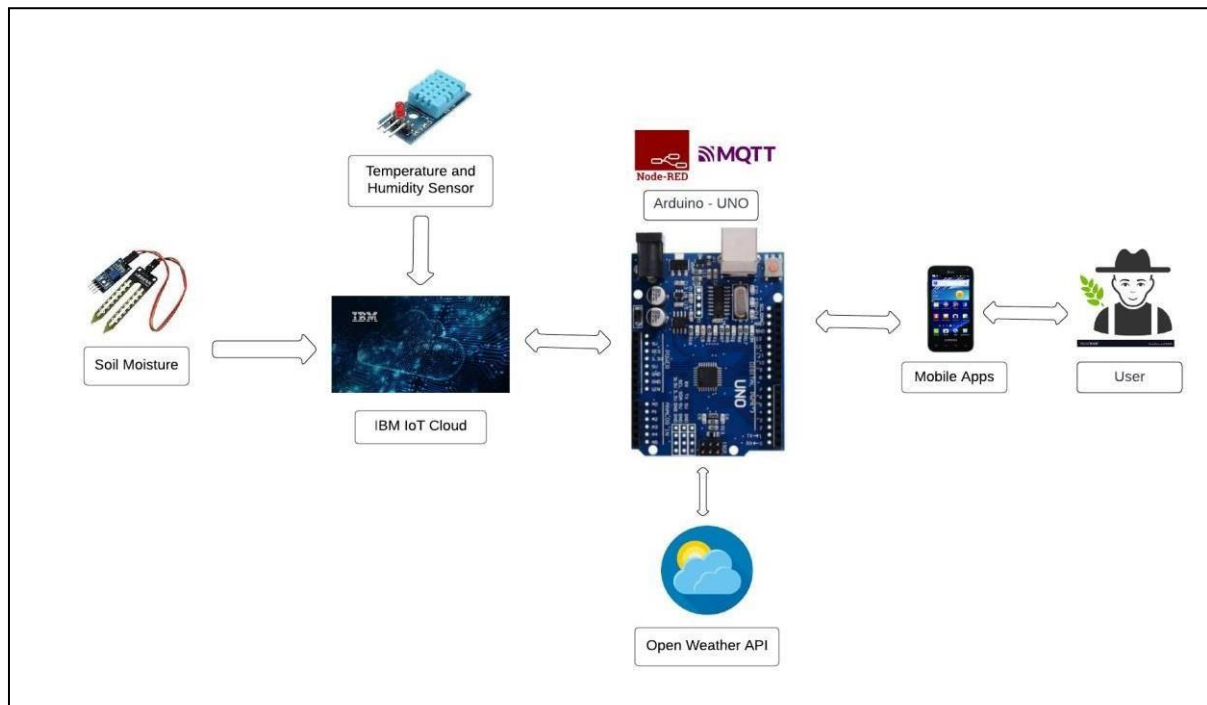 Temperature and
Humidity Sensor
Node-RED
MQTT
Arduino - UNO
Soil Moisture
IBM
IBM IoT Cloud
UNO
Mobile Apps
User
Open Weather API